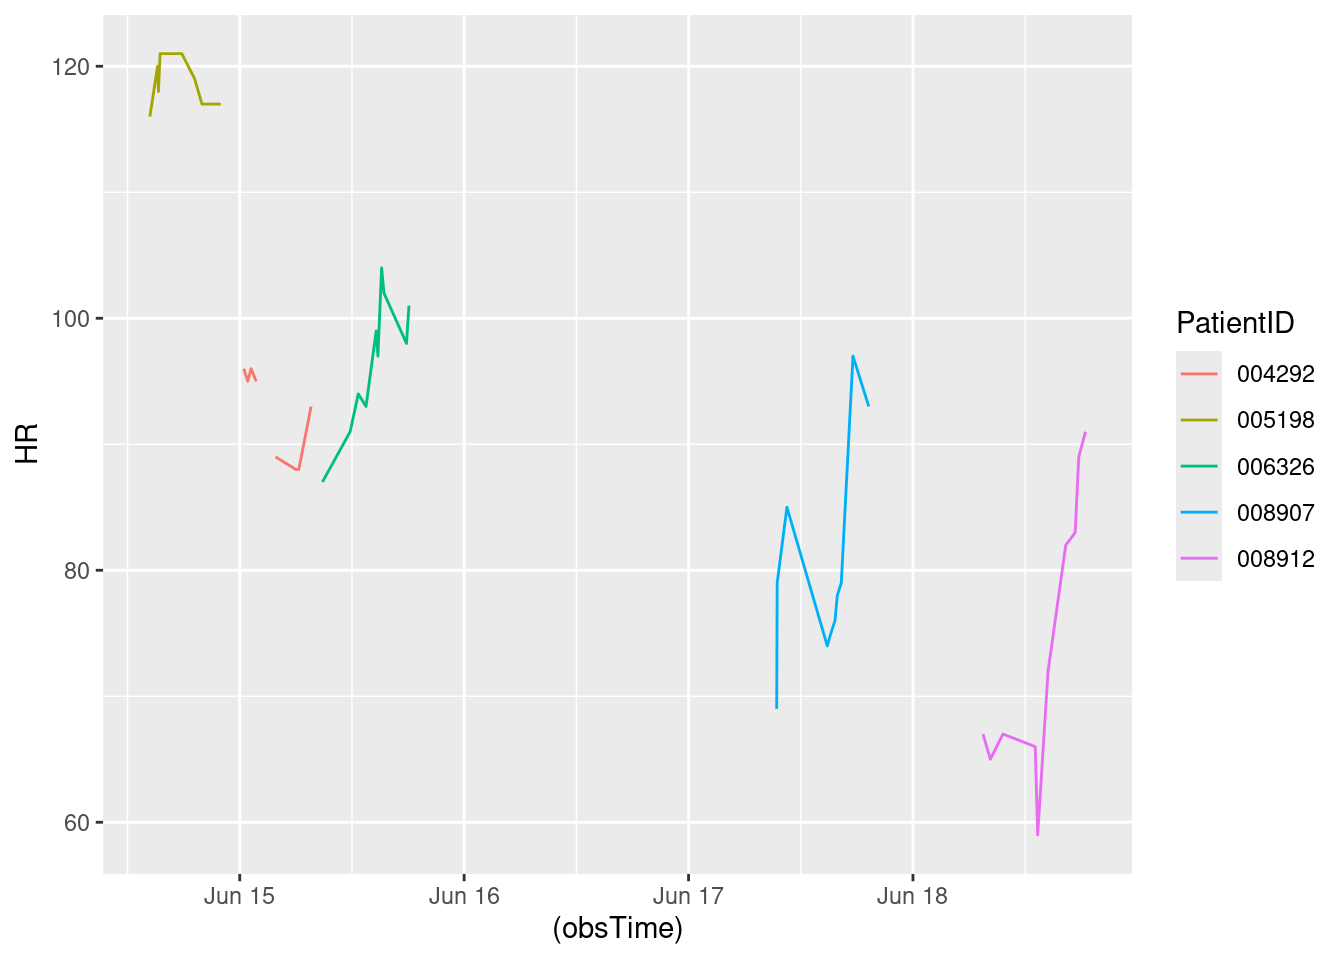 120
100
80
60
HR
Jun 15
Jun 16
Jun 17
Jun 18
(obsTime)
PatientID
004292
005198
006326
008907
008912